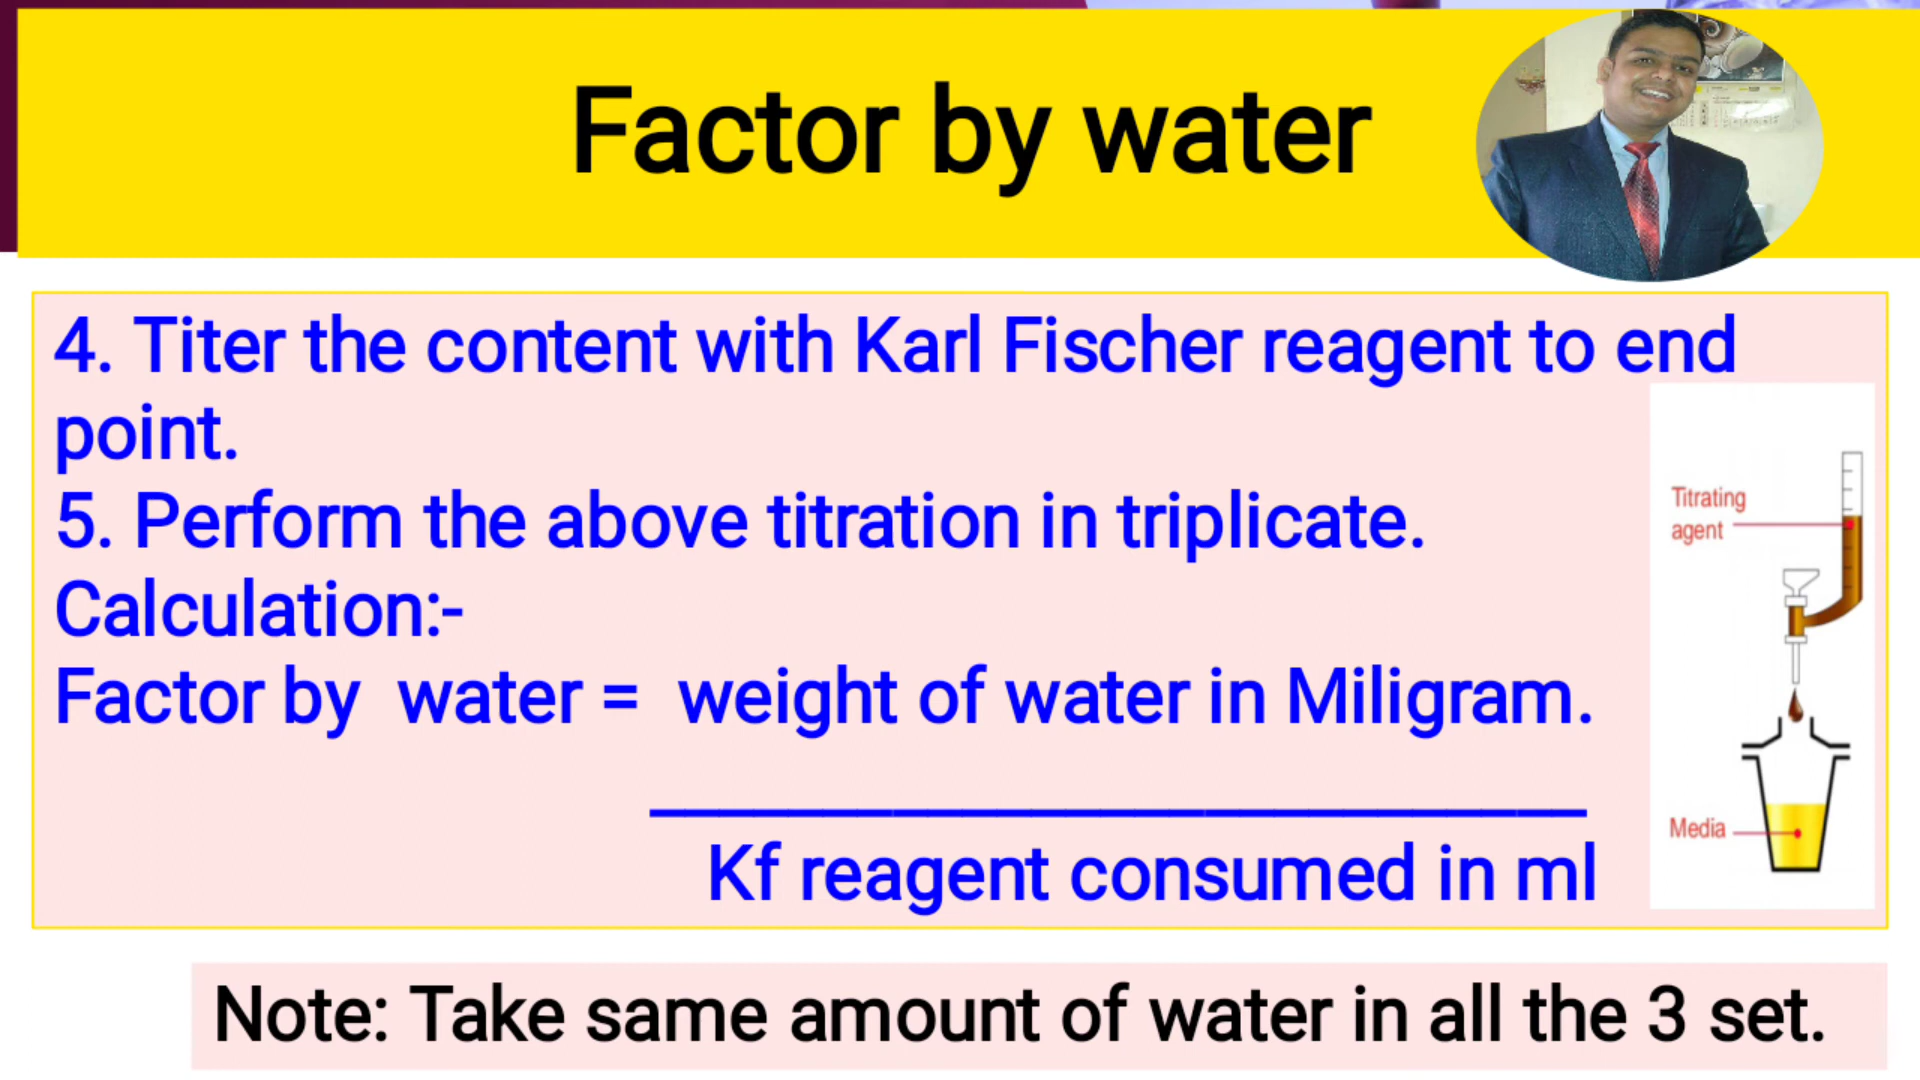 Factor by water
4. Titer the content with Karl Fischer reagent to end
point.
5. Perform the above titration in triplicate.
Calculation:-
Factor by water = weight of water in Miligram.
Kf reagent consumed in ml
Titrating
agent
Media
Note: Take same amount of water in all the 3 set.